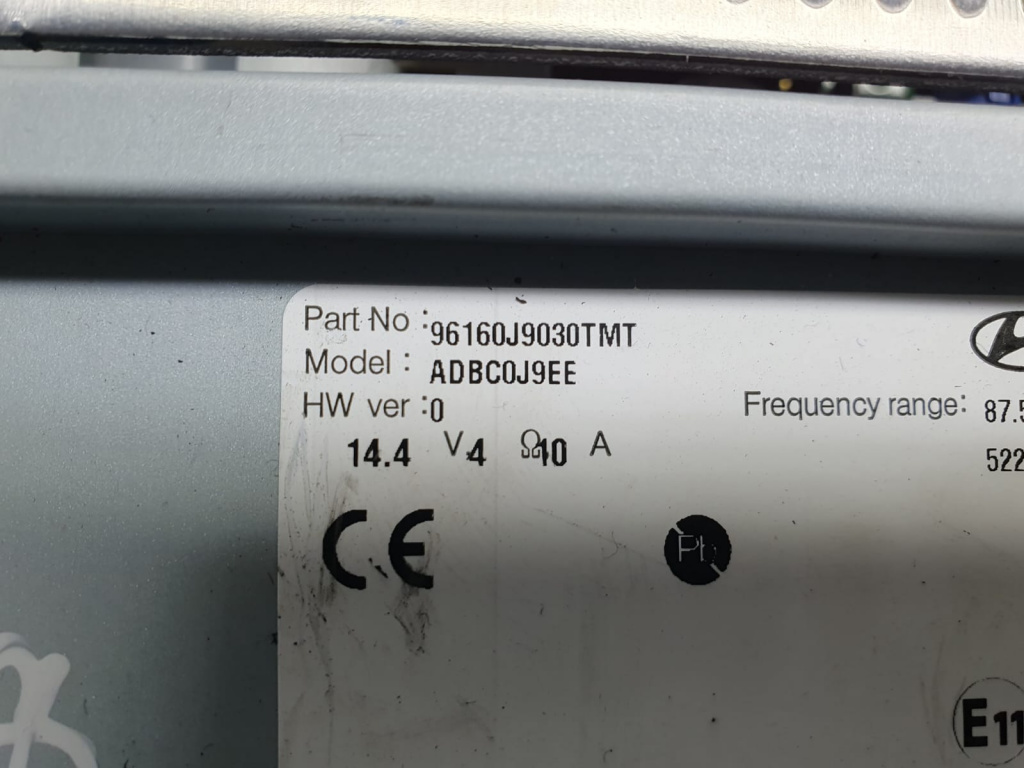 Part No : 96160J9030TMT
Model : ADBC0J9EE
HW ver : 0
Frequency range: 87.5
522
14.4 V 4 Ω 10 A
CE
Pb
E11